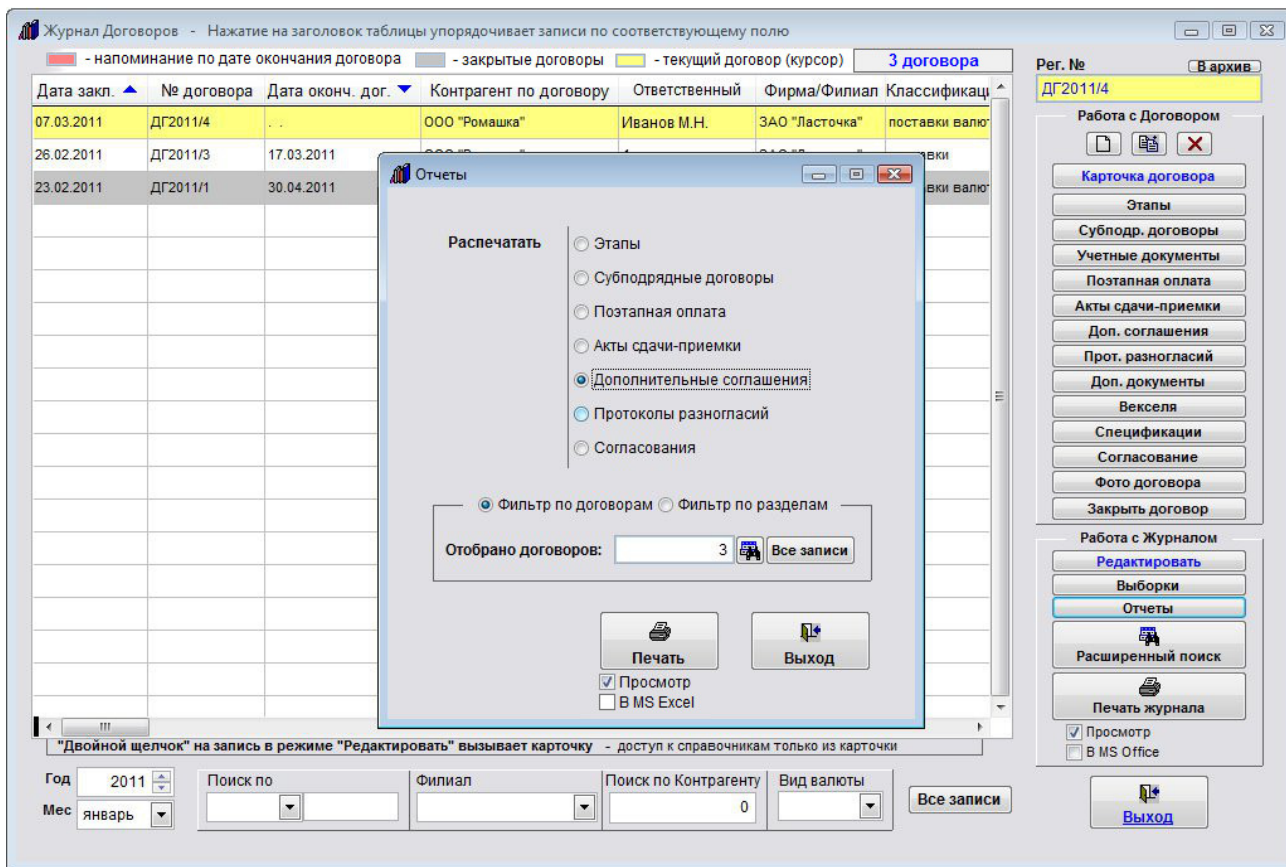 Журнал Договоров - Нажатие на заголовок таблицы упорядочивает записи по соответствующему полю
- напоминание по дате окончания договора - закрытые договоры - текущий договор (курсор) 3 договора
Дата закл. № договора Дата оконч. дог. Контрагент по договору Ответственный Фирма/Филиал Классификаци
07.03.2011 ДГ2011/4 . . ООО "Ромашка" Иванов М.Н. ЗАО "Ласточка" поставки валют
26.02.2011 ДГ2011/3 17.03.2011
23.02.2011 ДГ2011/1 30.04.2011
Отчеты
Распечатать
Этапы
Субподрядные договоры
Поэтапная оплата
Акты сдачи-приемки
Дополнительные соглашения
Протоколы разногласий
Согласования
Фильтр по договорам Фильтр по разделам
Отобрано договоров: 3 Все записи
Печать Выход
Просмотр
В MS Excel
"Двойной щелчок" на запись в режиме "Редактировать" вызывает карточку - доступ к справочникам только из карточки
Год 2011 Поиск по Филиал Поиск по Контрагенту Вид валюты
Мес январь 0 Все записи
Рег. № В архив
ДГ2011/4
Работа с Договором
Карточка договора
Этапы
Субподр. договоры
Учетные документы
Поэтапная оплата
Акты сдачи-приемки
Доп. соглашения
Прот. разногласий
Доп. документы
Векселя
Спецификации
Согласование
Фото договора
Закрыть договор
Работа с Журналом
Редактировать
Выборки
Отчеты
Расширенный поиск
Печать журнала
Просмотр
В MS Office
Выход